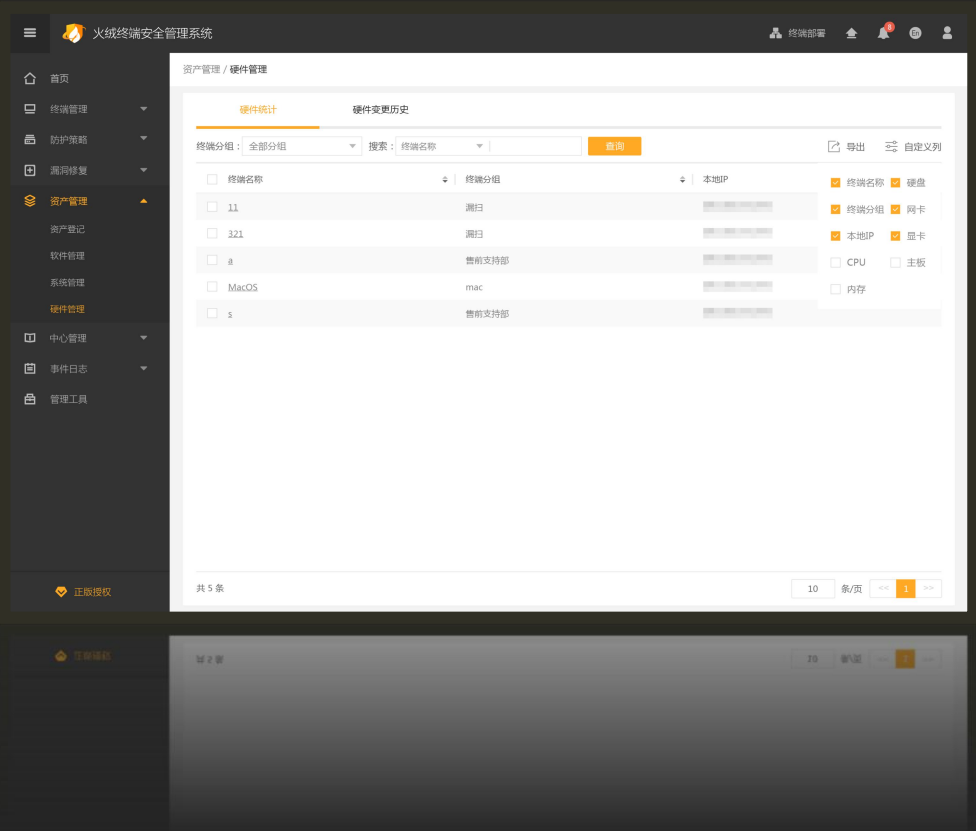 火绒终端安全管理系统
终端部署
8
En
首页
终端管理
防护策略
漏洞修复
资产管理
资产登记
软件管理
系统管理
硬件管理
中心管理
事件日志
管理工具
正版授权
资产管理 / 硬件管理
硬件统计 硬件变更历史
终端分组： 全部分组 搜索： 终端名称 查询 导出 自定义列
终端名称 终端分组 本地IP
11 漏扫
321 漏扫
a 售前支持部
MacOS mac
s 售前支持部
终端名称 硬盘
终端分组 网卡
本地IP 显卡
CPU 主板
内存
共 5 条 10 条/页 << 1 >>